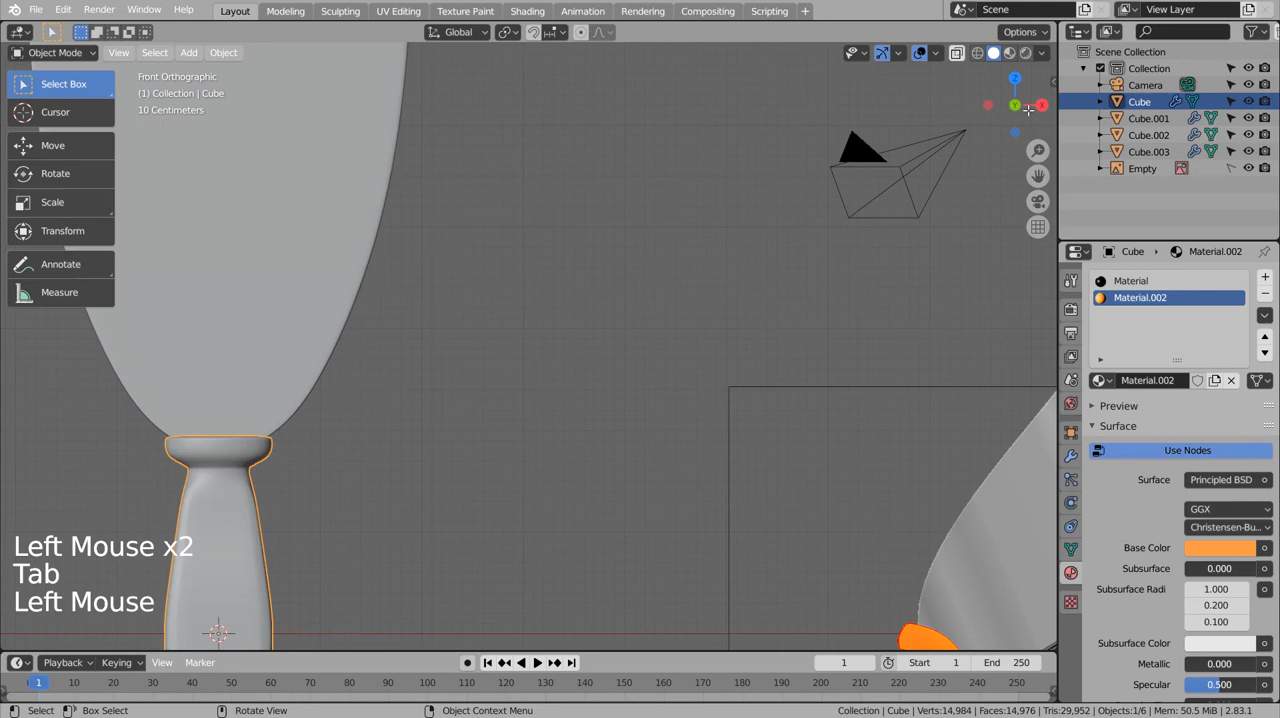 File Edit Render Window Help Layout Modeling Sculpting UV Editing Texture Paint Shading Animation Rendering Compositing Scripting + Scene View Layer
Global Options
Object Mode View Select Add Object
Select Box
Cursor
Move
Rotate
Scale
Transform
Annotate
Measure
Front Orthographic
(1) Collection | Cube
10 Centimeters
Z
Y X
Left Mouse x2
Tab
Left Mouse
Scene Collection
Collection
Camera
Cube
Cube.001
Cube.002
Cube.003
Empty
Cube Material.002
Material
Material.002
Material.002
Preview
Surface
Use Nodes
Surface Principled BSD
GGX
Christensen-Bu...
Base Color
Subsurface 0.000
Subsurface Radi 1.000
0.200
0.100
Subsurface Color
Metallic 0.000
Specular 0.500
Playback Keying View Marker 1 Start 1 End 250
1 10 20 30 40 50 60 70 80 90 100 110 120 130 140 150 160 170 180 190 200 210 220 230 240 250
Select Box Select Rotate View Object Context Menu Collection | Cube | Verts:14,984 | Faces:14,976 | Tris:29,952 | Objects:1/6 | Mem: 50.5 MiB | 2.83.1